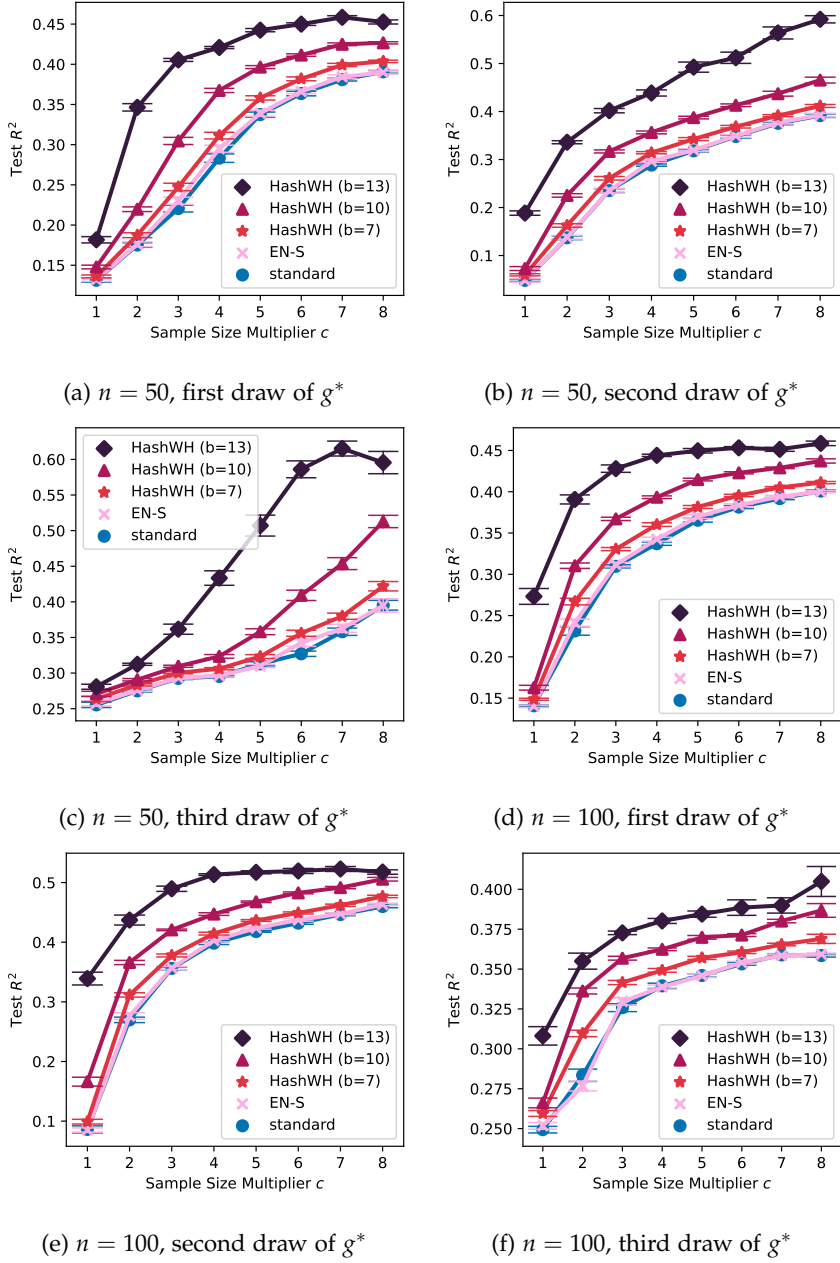 0.45
0.40
0.35
0.30
0.25
0.20
0.15
Test R²
HashWH (b=13)
HashWH (b=10)
HashWH (b=7)
EN-S
standard
1 2 3 4 5 6 7 8
Sample Size Multiplier c
(a) n = 50, first draw of g*
0.6
0.5
0.4
0.3
0.2
0.1
Test R²
HashWH (b=13)
HashWH (b=10)
HashWH (b=7)
EN-S
standard
1 2 3 4 5 6 7 8
Sample Size Multiplier c
(b) n = 50, second draw of g*
0.60
0.55
0.50
0.45
0.40
0.35
0.30
0.25
Test R²
HashWH (b=13)
HashWH (b=10)
HashWH (b=7)
EN-S
standard
1 2 3 4 5 6 7 8
Sample Size Multiplier c
(c) n = 50, third draw of g*
0.45
0.40
0.35
0.30
0.25
0.20
0.15
Test R²
HashWH (b=13)
HashWH (b=10)
HashWH (b=7)
EN-S
standard
1 2 3 4 5 6 7 8
Sample Size Multiplier c
(d) n = 100, first draw of g*
0.5
0.4
0.3
0.2
0.1
Test R²
HashWH (b=13)
HashWH (b=10)
HashWH (b=7)
EN-S
standard
1 2 3 4 5 6 7 8
Sample Size Multiplier c
(e) n = 100, second draw of g*
0.400
0.375
0.350
0.325
0.300
0.275
0.250
Test R²
HashWH (b=13)
HashWH (b=10)
HashWH (b=7)
EN-S
standard
1 2 3 4 5 6 7 8
Sample Size Multiplier c
(f) n = 100, third draw of g*